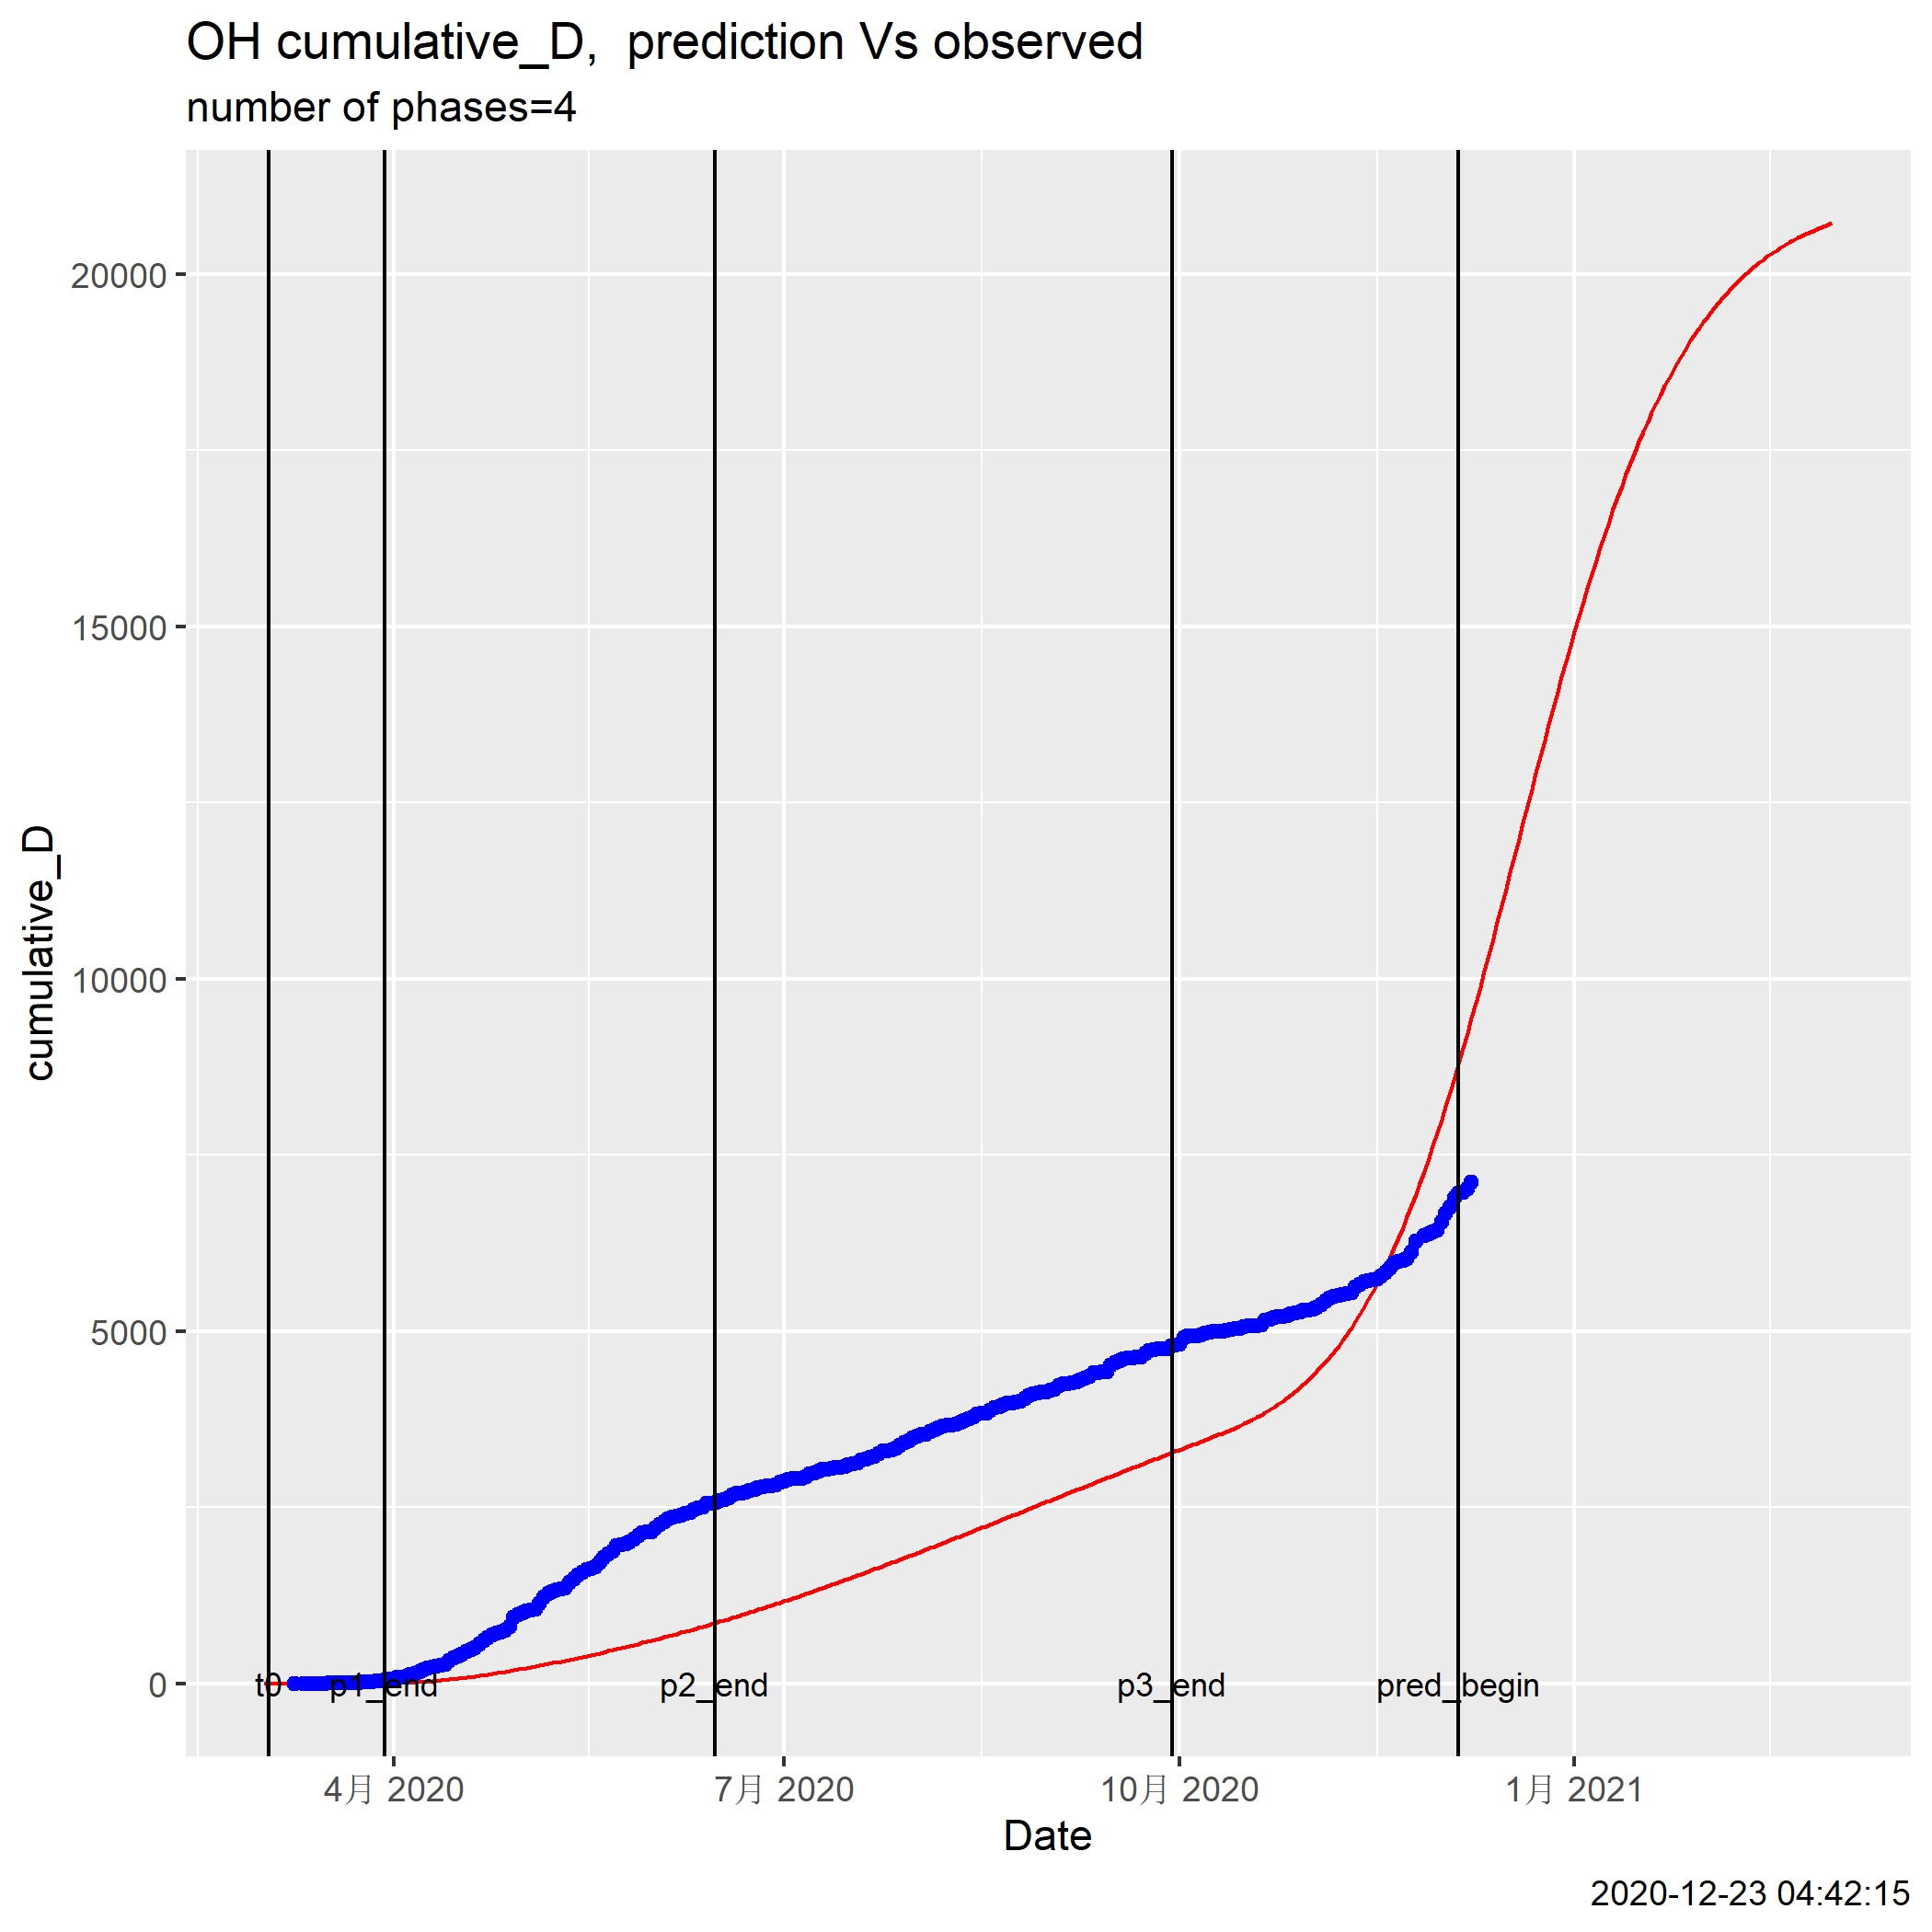 OH cumulative_D,  prediction Vs observed
number of phases=4
cumulative_D
20000
15000
10000
5000
0
t0 p1_end p2_end p3_end pred_begin
4月 2020 7月 2020 10月 2020 1月 2021
Date
2020-12-23 04:42:15